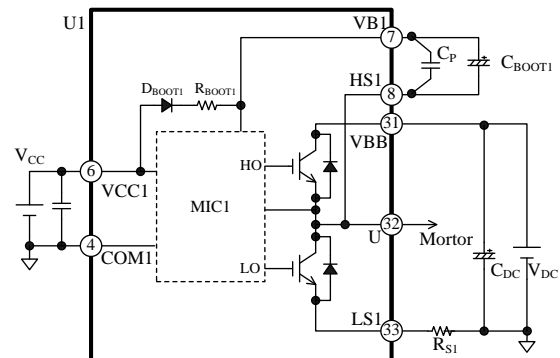 U1
VB1
7
CP
CBOOT1
HS1
8
DBOOT1
RBOOT1
31
VBB
VCC
6
VCC1
HO
MIC1
32
U
Mortor
4
COM1
LO
CDC
VDC
LS1
33
RS1